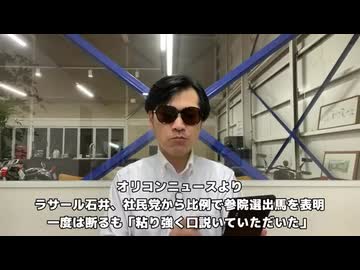 オリコンニュースより
ラサール石井、社民党から比例で参院選出馬を表明
一度は断るも「粘り強く口説いていただいた」